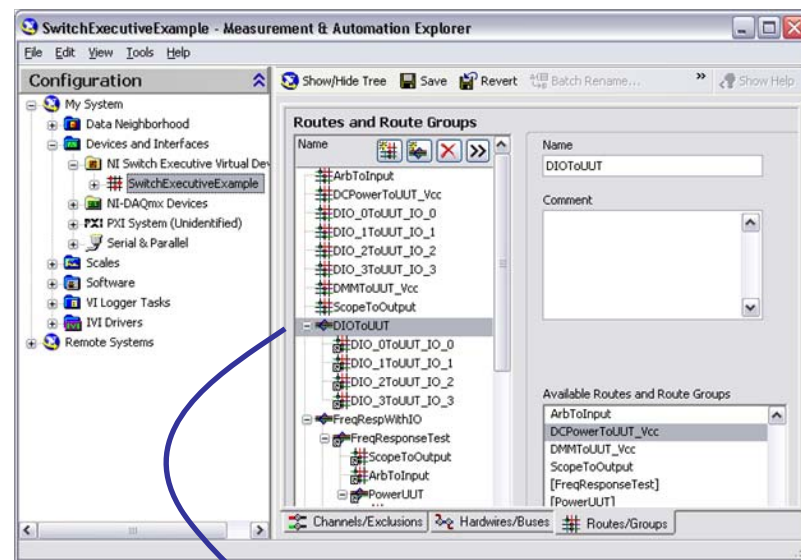 SwitchExecutiveExample - Measurement & Automation Explorer
File Edit View Tools Help
Configuration
Show/Hide Tree Save Revert Batch Rename... » Show Help
My System
Data Neighborhood
Devices and Interfaces
NI Switch Executive Virtual Dev
SwitchExecutiveExample
NI-DAQmx Devices
PXI PXI System (Unidentified)
Serial & Parallel
Scales
Software
VI Logger Tasks
IVI Drivers
Remote Systems
Routes and Route Groups
Name
ArbToInput
DCPowerToUUT_Vcc
DIO_0ToUUT_IO_0
DIO_1ToUUT_IO_1
DIO_2ToUUT_IO_2
DIO_3ToUUT_IO_3
DMMToUUT_Vcc
ScopeToOutput
DIOToUUT
DIO_0ToUUT_IO_0
DIO_1ToUUT_IO_1
DIO_2ToUUT_IO_2
DIO_3ToUUT_IO_3
FreqRespWithIO
FreqResponseTest
ScopeToOutput
ArbToInput
PowerUUT
Name
DIOToUUT
Comment
Available Routes and Route Groups
ArbToInput
DCPowerToUUT_Vcc
DMMToUUT_Vcc
ScopeToOutput
[FreqResponseTest]
[PowerUUT]
Channels/Exclusions Hardwires/Buses Routes/Groups